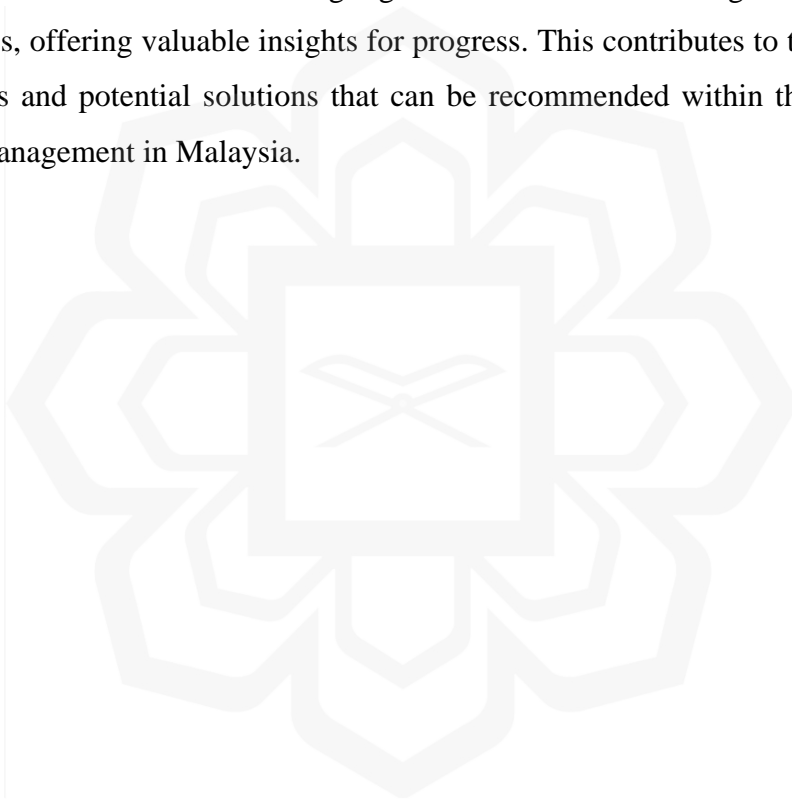 s, offering valuable insights for progress. This contributes to t
s and potential solutions that can be recommended within th
anagement in Malaysia.